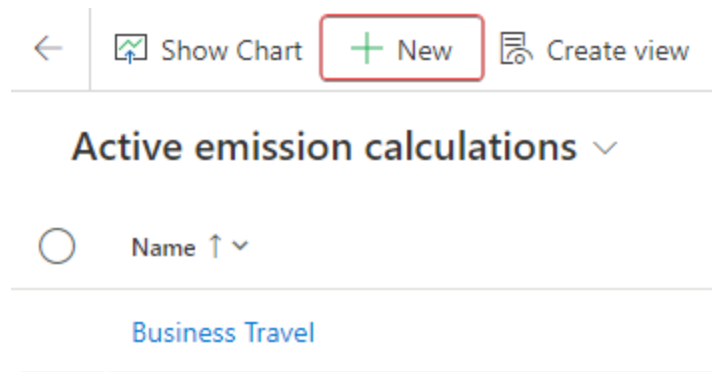 Show Chart New Create view
Active emission calculations
Name
Business Travel